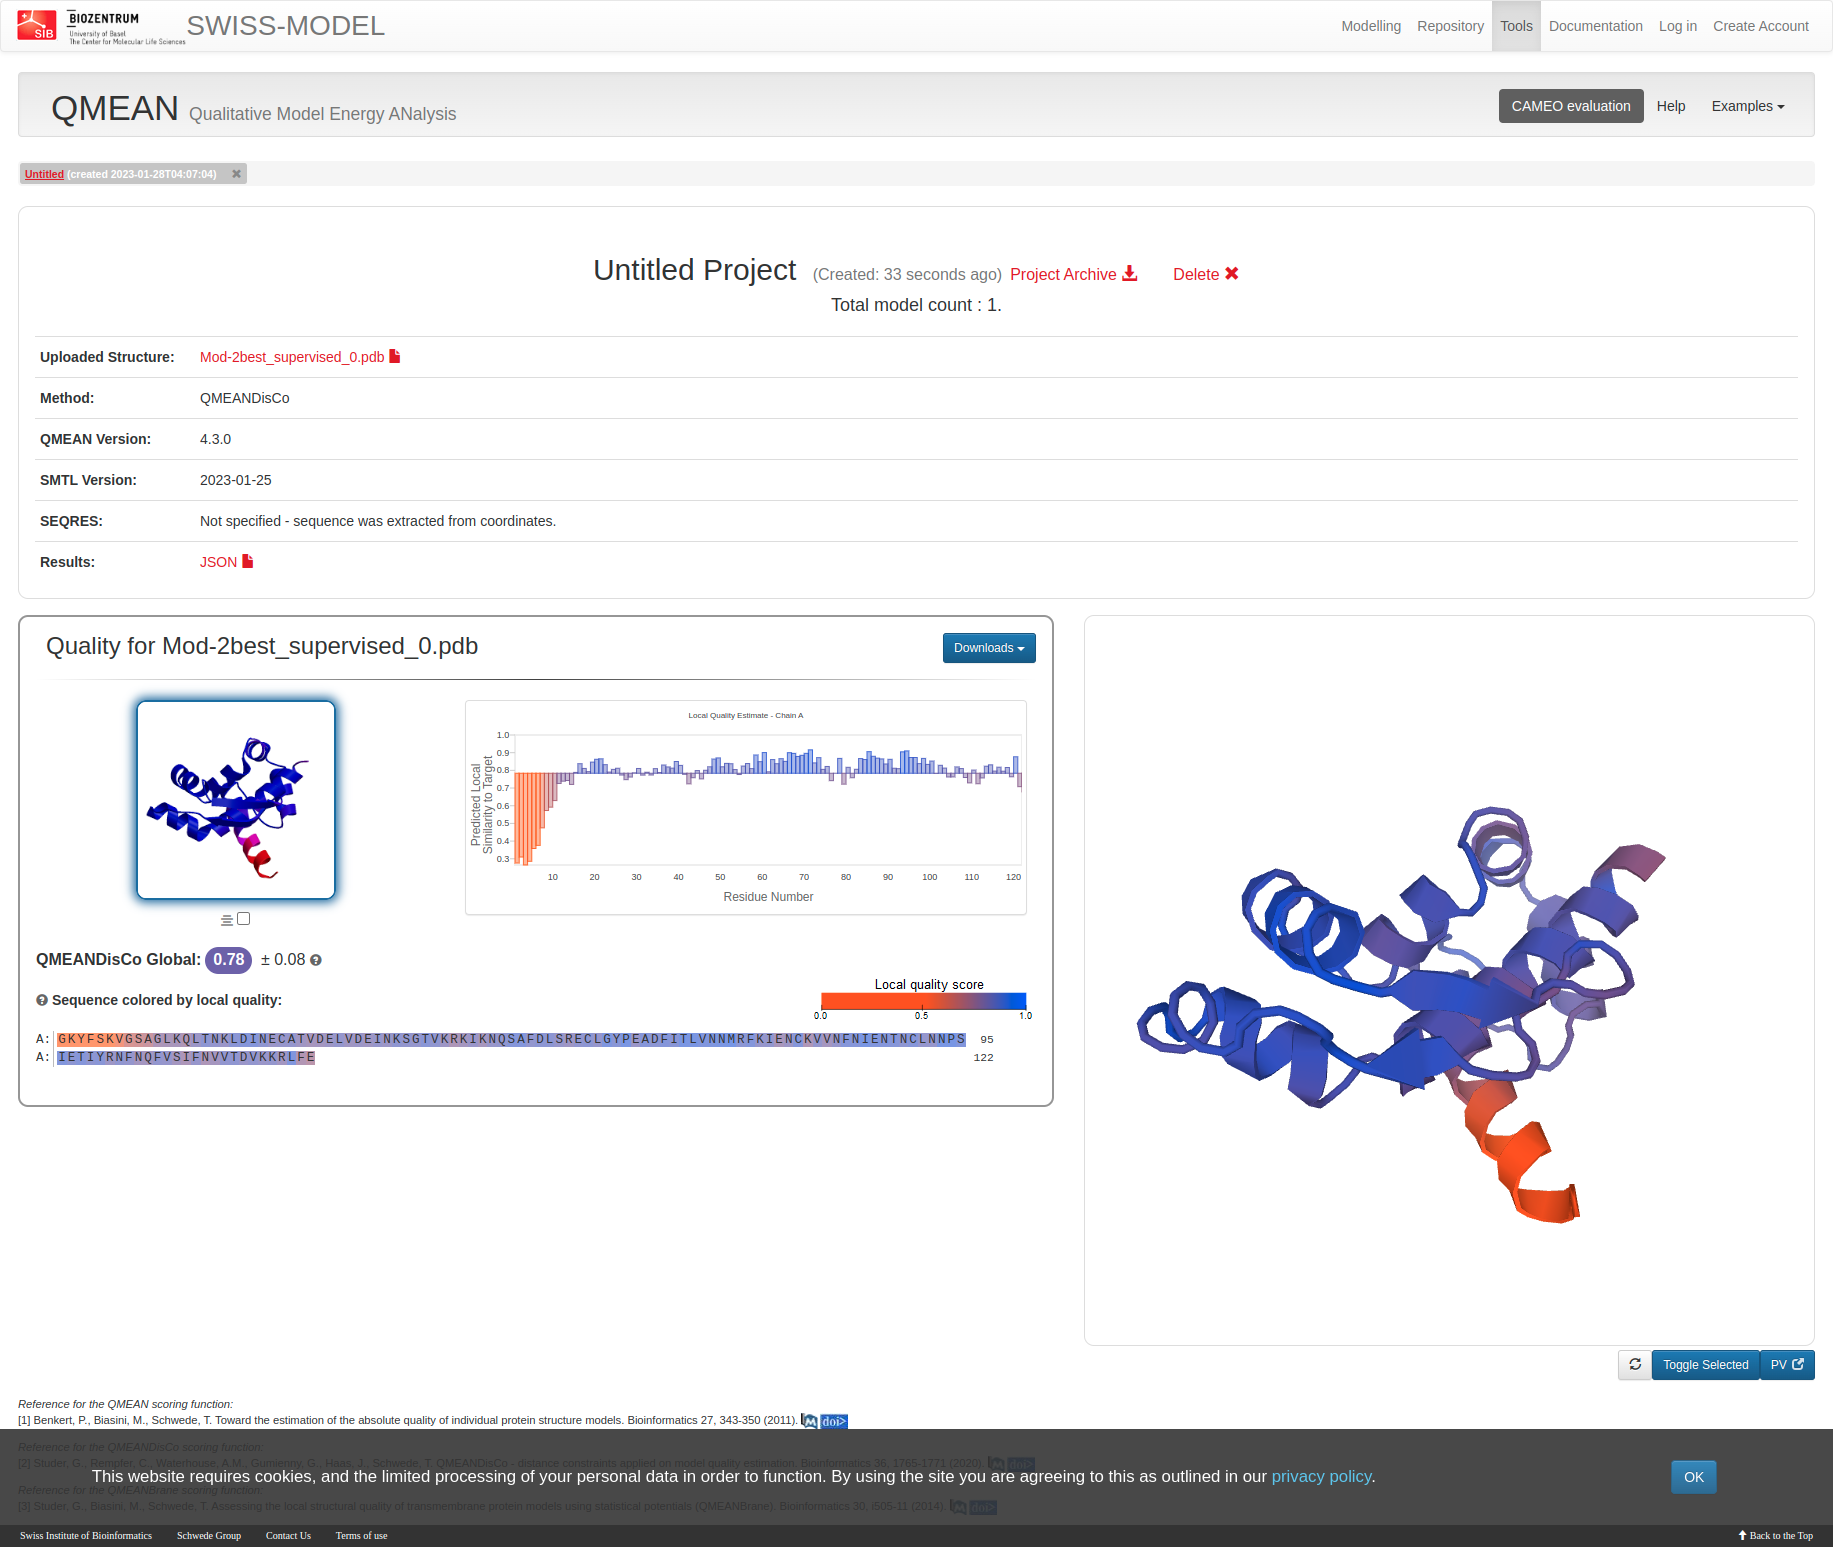 SIB
BIOZENTRUM
University of Basel
The Center for Molecular Life Sciences
SWISS-MODEL
Modelling
Repository
Tools
Documentation
Log in
Create Account
QMEAN Qualitative Model Energy ANalysis
CAMEO evaluation
Help
Examples
Untitled (created 2023-01-28T04:07:04)
Untitled Project (Created: 33 seconds ago) Project Archive Delete
Total model count : 1.
Uploaded Structure: Mod-2best_supervised_0.pdb
Method: QMEANDisCo
QMEAN Version: 4.3.0
SMTL Version: 2023-01-25
SEQRES: Not specified - sequence was extracted from coordinates.
Results: JSON
Quality for Mod-2best_supervised_0.pdb
Downloads
Local Quality Estimate - Chain A
Predicted Local
Similarity to Target
1.0
0.9
0.8
0.7
0.6
0.5
0.4
0.3
10 20 30 40 50 60 70 80 90 100 110 120
Residue Number
QMEANDisCo Global: 0.78 ± 0.08
Sequence colored by local quality:
Local quality score
0.0 0.5 1.0
A: GKYFSKVGSAGLKQLTNKLDINECATVDELVDEINKSGTVKRKIKNQSAFDLSRECLGYPEADFITLVNNMRFKIENCKVVNFNIENTNCLNNPS 95
A: IETIYRNFNQFVSIFNVVTDVKKRLFE 122
Toggle Selected
PV
Reference for the QMEAN scoring function:
[1] Benkert, P., Biasini, M., Schwede, T. Toward the estimation of the absolute quality of individual protein structure models. Bioinformatics 27, 343-350 (2011). M doi>
Reference for the QMEANDisCo scoring function:
[2] Studer, G., Rempfer, C., Waterhouse, A.M., Gumienny, G., Haas, J., Schwede, T. QMEANDisCo - distance constraints applied on model quality estimation. Bioinformatics 36, 1765-1771 (2020). M doi>
This website requires cookies, and the limited processing of your personal data in order to function. By using the site you are agreeing to this as outlined in our privacy policy.
OK
Reference for the QMEANBrane scoring function:
[3] Studer, G., Biasini, M., Schwede, T. Assessing the local structural quality of transmembrane protein models using statistical potentials (QMEANBrane). Bioinformatics 30, i505-11 (2014). M doi>
Swiss Institute of Bioinformatics
Schwede Group
Contact Us
Terms of use
Back to the Top